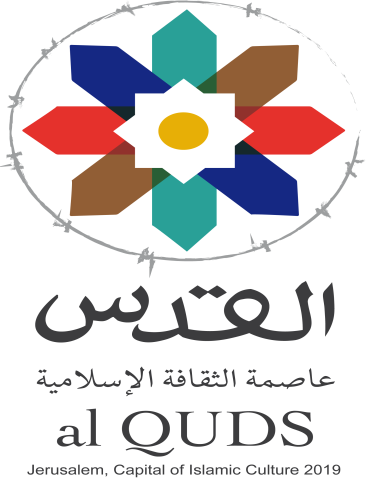 القدس
عاصمة الثقافة الإسلامية
al QUDS
Jerusalem, Capital of Islamic Culture 2019